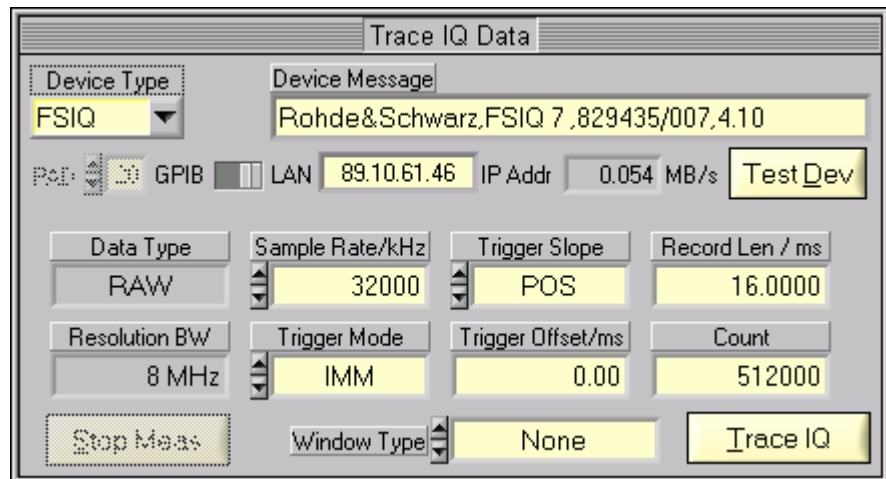 Trace IQ Data
Device Type Device Message
FSIQ Rohde&Schwarz,FSIQ 7 ,829435/007,4.10
PAD 20 GPIB LAN 89.10.61.46 IP Addr 0.054 MB/s Test Dev
Data Type Sample Rate/kHz Trigger Slope Record Len / ms
RAW 32000 POS 16.0000
Resolution BW Trigger Mode Trigger Offset/ms Count
8 MHz IMM 0.00 512000
Stop Meas Window Type None Trace IQ